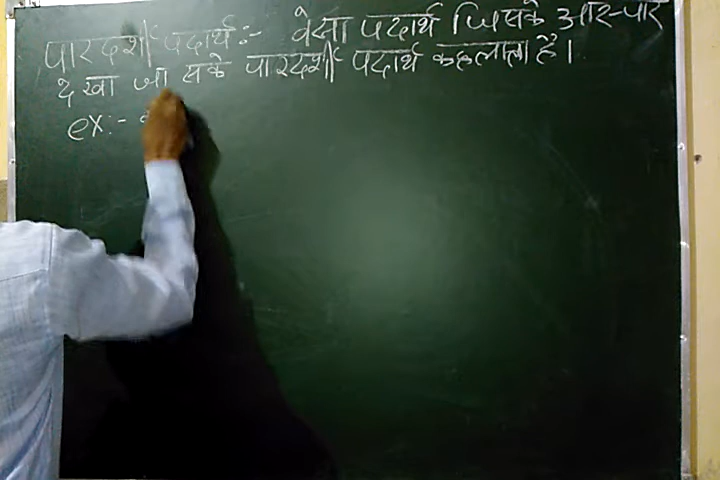 पारदर्शी पदार्थ:- वेसा पदार्थ जिसके आर-पार
देखा जा सके पारदर्शी पदार्थ कहलाता है।
ex:-